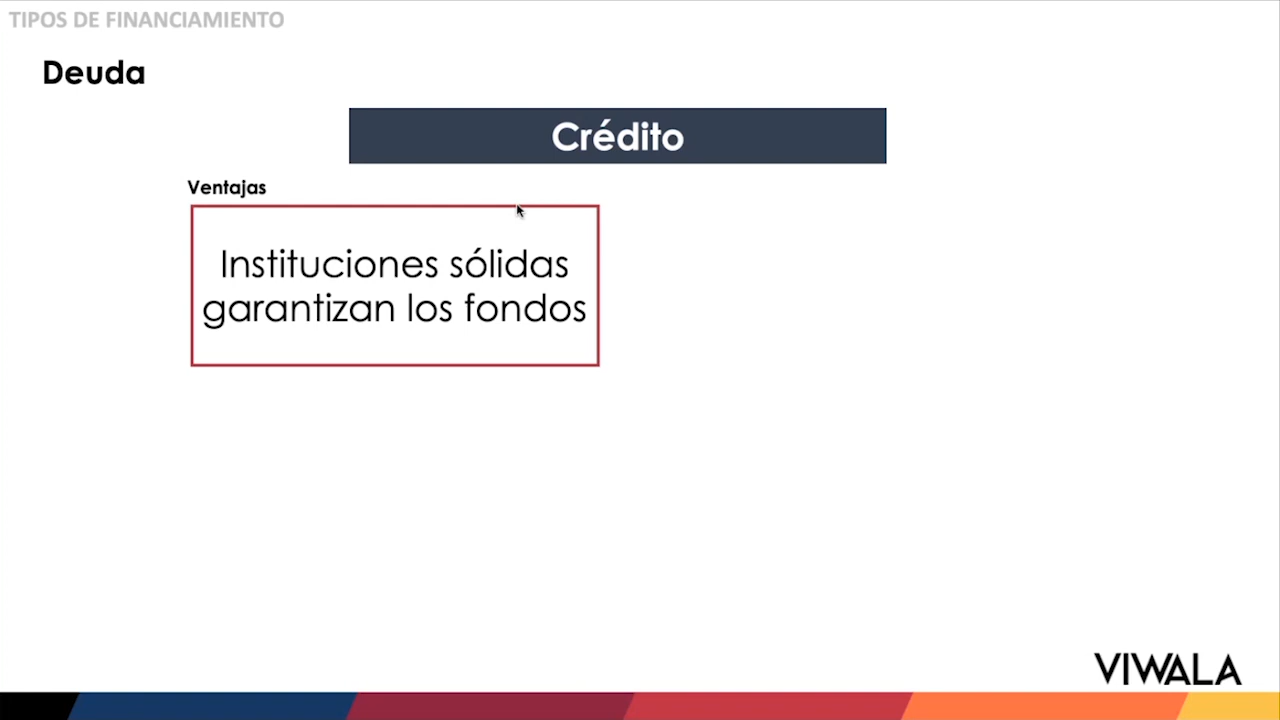 TIPOS DE FINANCIAMIENTO
Deuda
Crédito
Ventajas
Instituciones sólidas
garantizan los fondos
VIWALA